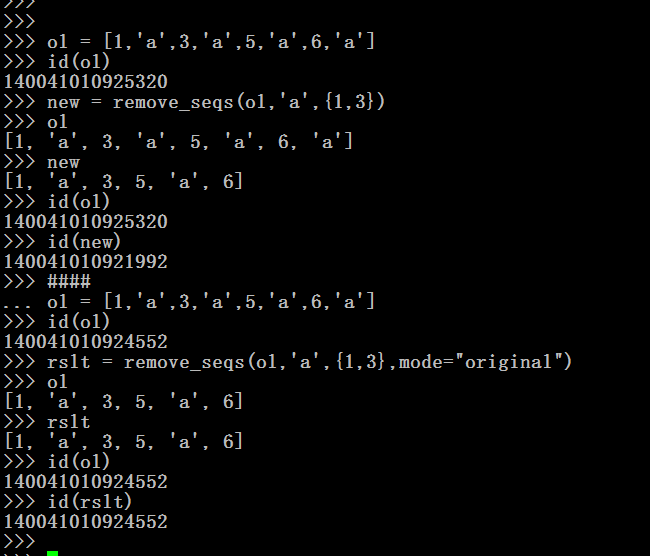 >>>
>>>
>>> ol = [1,'a',3,'a',5,'a',6,'a']
>>> id(ol)
140041010925320
>>> new = remove_seqs(ol,'a',{1,3})
>>> ol
[1, 'a', 3, 'a', 5, 'a', 6, 'a']
>>> new
[1, 'a', 3, 5, 'a', 6]
>>> id(ol)
140041010925320
>>> id(new)
140041010921992
>>> ####
... ol = [1,'a',3,'a',5,'a',6,'a']
>>> id(ol)
140041010924552
>>> rslt = remove_seqs(ol,'a',{1,3},mode="original")
>>> ol
[1, 'a', 3, 5, 'a', 6]
>>> rslt
[1, 'a', 3, 5, 'a', 6]
>>> id(ol)
140041010924552
>>> id(rslt)
140041010924552
>>>
>>>